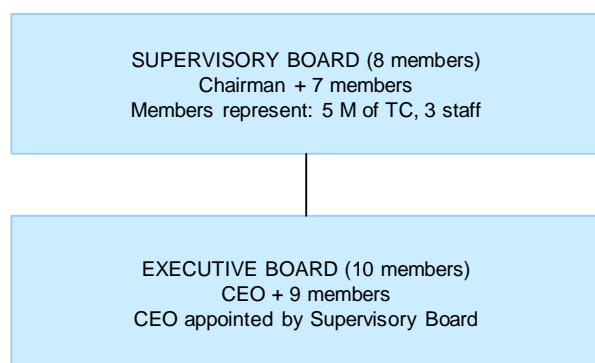 SUPERVISORY BOARD (8 members)
Chairman + 7 members
Members represent: 5 M of TC, 3 staff
EXECUTIVE BOARD (10 members)
CEO + 9 members
CEO appointed by Supervisory Board